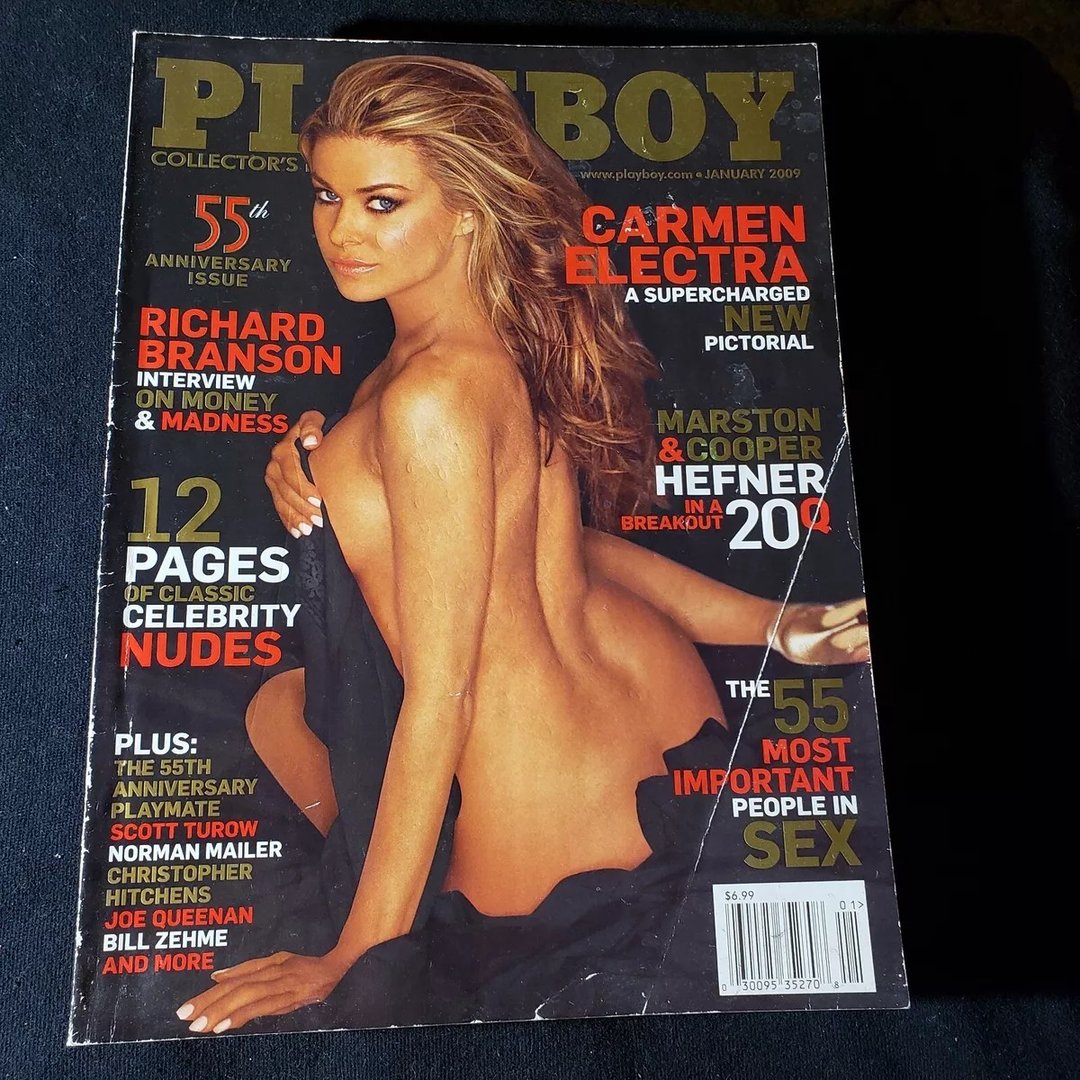 PL BOY
COLLECTOR'S
www.playboy.com • JANUARY 2009
55th
ANNIVERSARY
ISSUE
RICHARD
BRANSON
INTERVIEW
ON MONEY
& MADNESS
12
PAGES
OF CLASSIC
CELEBRITY
NUDES
PLUS:
THE 55TH
ANNIVERSARY
PLAYMATE
SCOTT TUROW
NORMAN MAILER
CHRISTOPHER
HITCHENS
JOE QUEENAN
BILL ZEHME
AND MORE
CARMEN
ELECTRA
A SUPERCHARGED
NEW
PICTORIAL
MARSTON
& COOPER
HEFNER
IN A
BREAKOUT 20Q
THE 55
MOST
IMPORTANT
PEOPLE IN
SEX
$6.99
01>
0 30095 35270 8